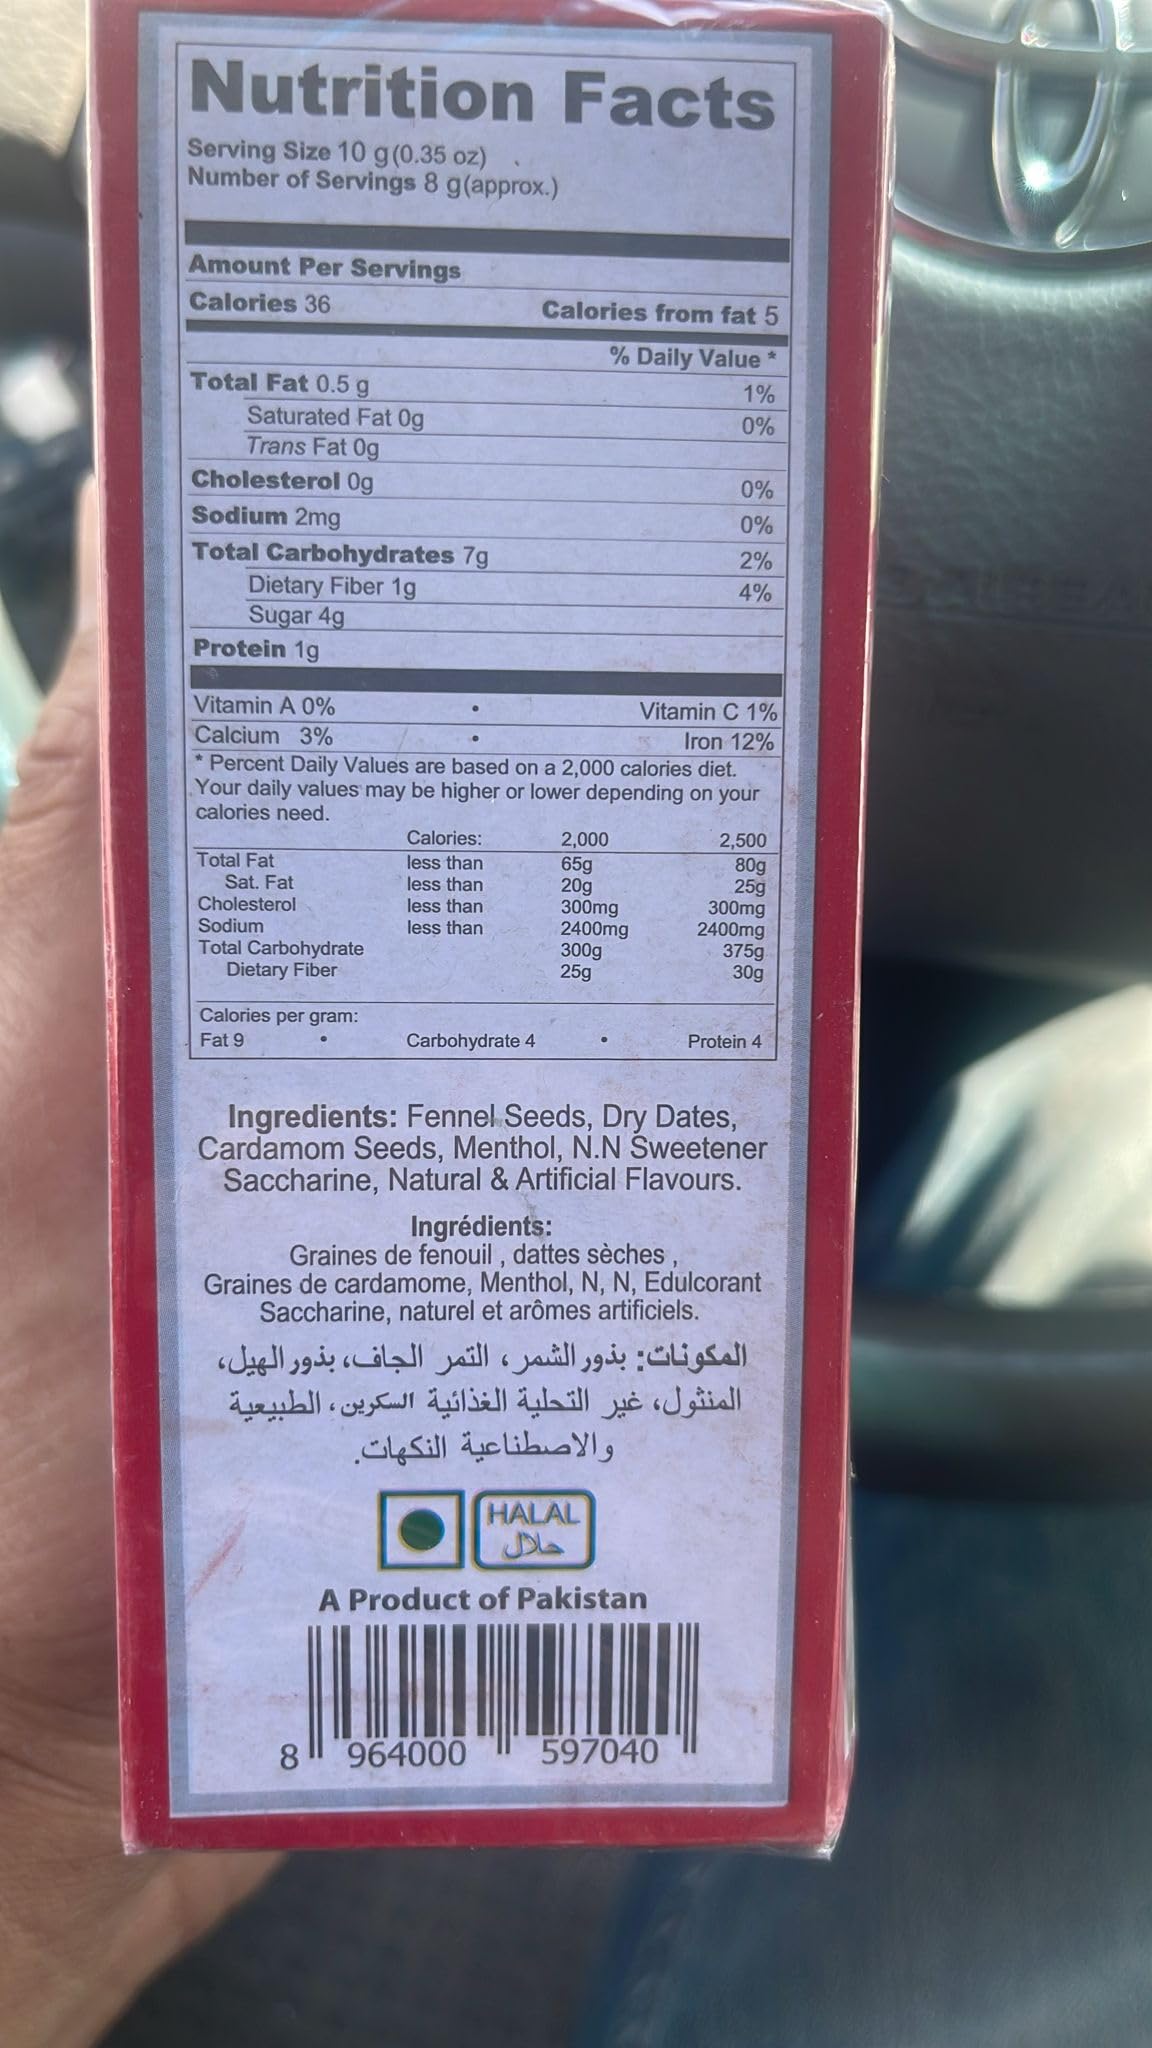 Nutrition Facts
Serving Size 10 g(0.35 oz)
Number of Servings 8 g(approx.)
Amount Per Servings
Calories 36 Calories from fat 5
% Daily Value *
Total Fat 0.5 g 1%
Saturated Fat 0g 0%
Trans Fat 0g
Cholesterol 0g 0%
Sodium 2mg 0%
Total Carbohydrates 7g 2%
Dietary Fiber 1g 4%
Sugar 4g
Protein 1g
Vitamin A 0% • Vitamin C 1%
Calcium 3% • Iron 12%
* Percent Daily Values are based on a 2,000 calories diet.
Your daily values may be higher or lower depending on your
calories need.
Calories: 2,000 2,500
Total Fat less than 65g 80g
Sat. Fat less than 20g 25g
Cholesterol less than 300mg 300mg
Sodium less than 2400mg 2400mg
Total Carbohydrate 300g 375g
Dietary Fiber 25g 30g
Calories per gram:
Fat 9 • Carbohydrate 4 • Protein 4
Ingredients: Fennel Seeds, Dry Dates,
Cardamom Seeds, Menthol, N.N Sweetener
Saccharine, Natural & Artificial Flavours.
Ingrédients:
Graines de fenouil , dattes sèches ,
Graines de cardamome, Menthol, N, N, Edulcorant
Saccharine, naturel et arômes artificiels.
المكونات: بذور الشمر، التمر الجاف، بذور الهيل،
المنثول، غير التحلية الغذائية السكرين، الطبيعية
والاصطناعية النكهات.
HALAL
حلال
A Product of Pakistan
8 964000 597040